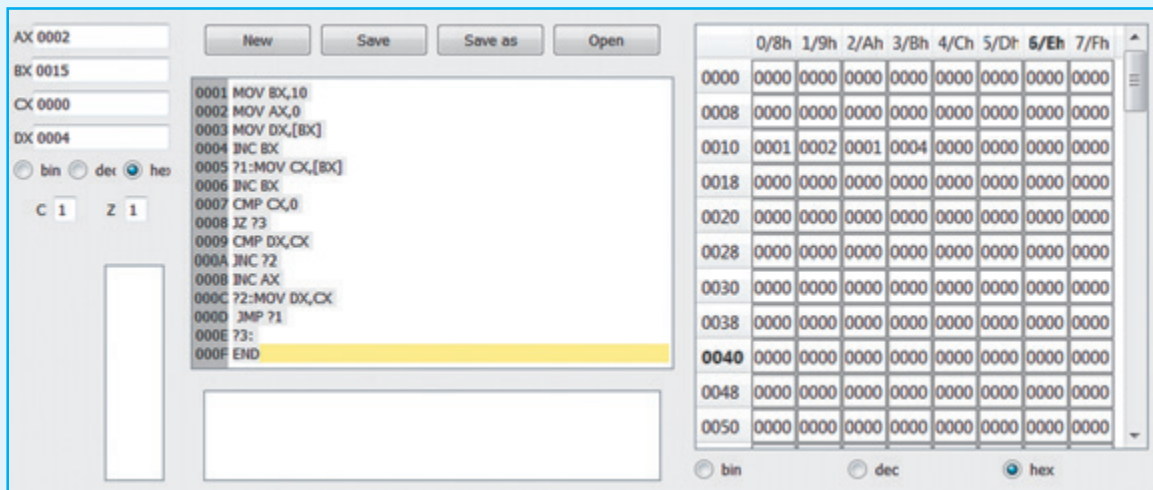 AX 0002
BX 0015
CX 0000
DX 0004
bin dec hex
C 1 Z 1
New Save Save as Open
0001 MOV BX,10
0002 MOV AX,0
0003 MOV DX,[BX]
0004 INC BX
0005 ?1:MOV CX,[BX]
0006 INC BX
0007 CMP CX,0
0008 JZ ?3
0009 CMP DX,CX
000A JNC ?2
000B INC AX
000C ?2:MOV DX,CX
000D JMP ?1
000E ?3:
000F END
0/8h 1/9h 2/Ah 3/Bh 4/Ch 5/Dh 6/Eh 7/Fh
0000 0000 0000 0000 0000 0000 0000 0000 0000
0008 0000 0000 0000 0000 0000 0000 0000 0000
0010 0001 0002 0001 0004 0000 0000 0000 0000
0018 0000 0000 0000 0000 0000 0000 0000 0000
0020 0000 0000 0000 0000 0000 0000 0000 0000
0028 0000 0000 0000 0000 0000 0000 0000 0000
0030 0000 0000 0000 0000 0000 0000 0000 0000
0038 0000 0000 0000 0000 0000 0000 0000 0000
0040 0000 0000 0000 0000 0000 0000 0000 0000
0048 0000 0000 0000 0000 0000 0000 0000 0000
0050 0000 0000 0000 0000 0000 0000 0000 0000
bin dec hex